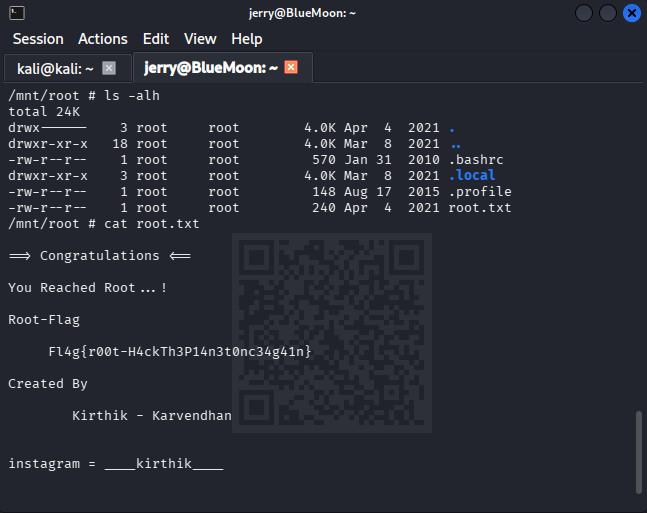 jerry@BlueMoon: ~
Session Actions Edit View Help
kali@kali: ~
jerry@BlueMoon: ~
/mnt/root # ls -alh
total 24K
drwx------ 3 root root 4.0K Apr 4 2021 .
drwxr-xr-x 18 root root 4.0K Mar 8 2021 ..
-rw-r--r-- 1 root root 570 Jan 31 2010 .bashrc
drwxr-xr-x 3 root root 4.0K Mar 8 2021 .local
-rw-r--r-- 1 root root 148 Aug 17 2015 .profile
-rw-r--r-- 1 root root 240 Apr 4 2021 root.txt
/mnt/root # cat root.txt
==> Congratulations <==
You Reached Root...!
Root-Flag
Fl4g{r00t-H4ckTh3P14n3t0nc34g41n}
Created By
Kirthik - Karvendhan
instagram = ____kirthik____